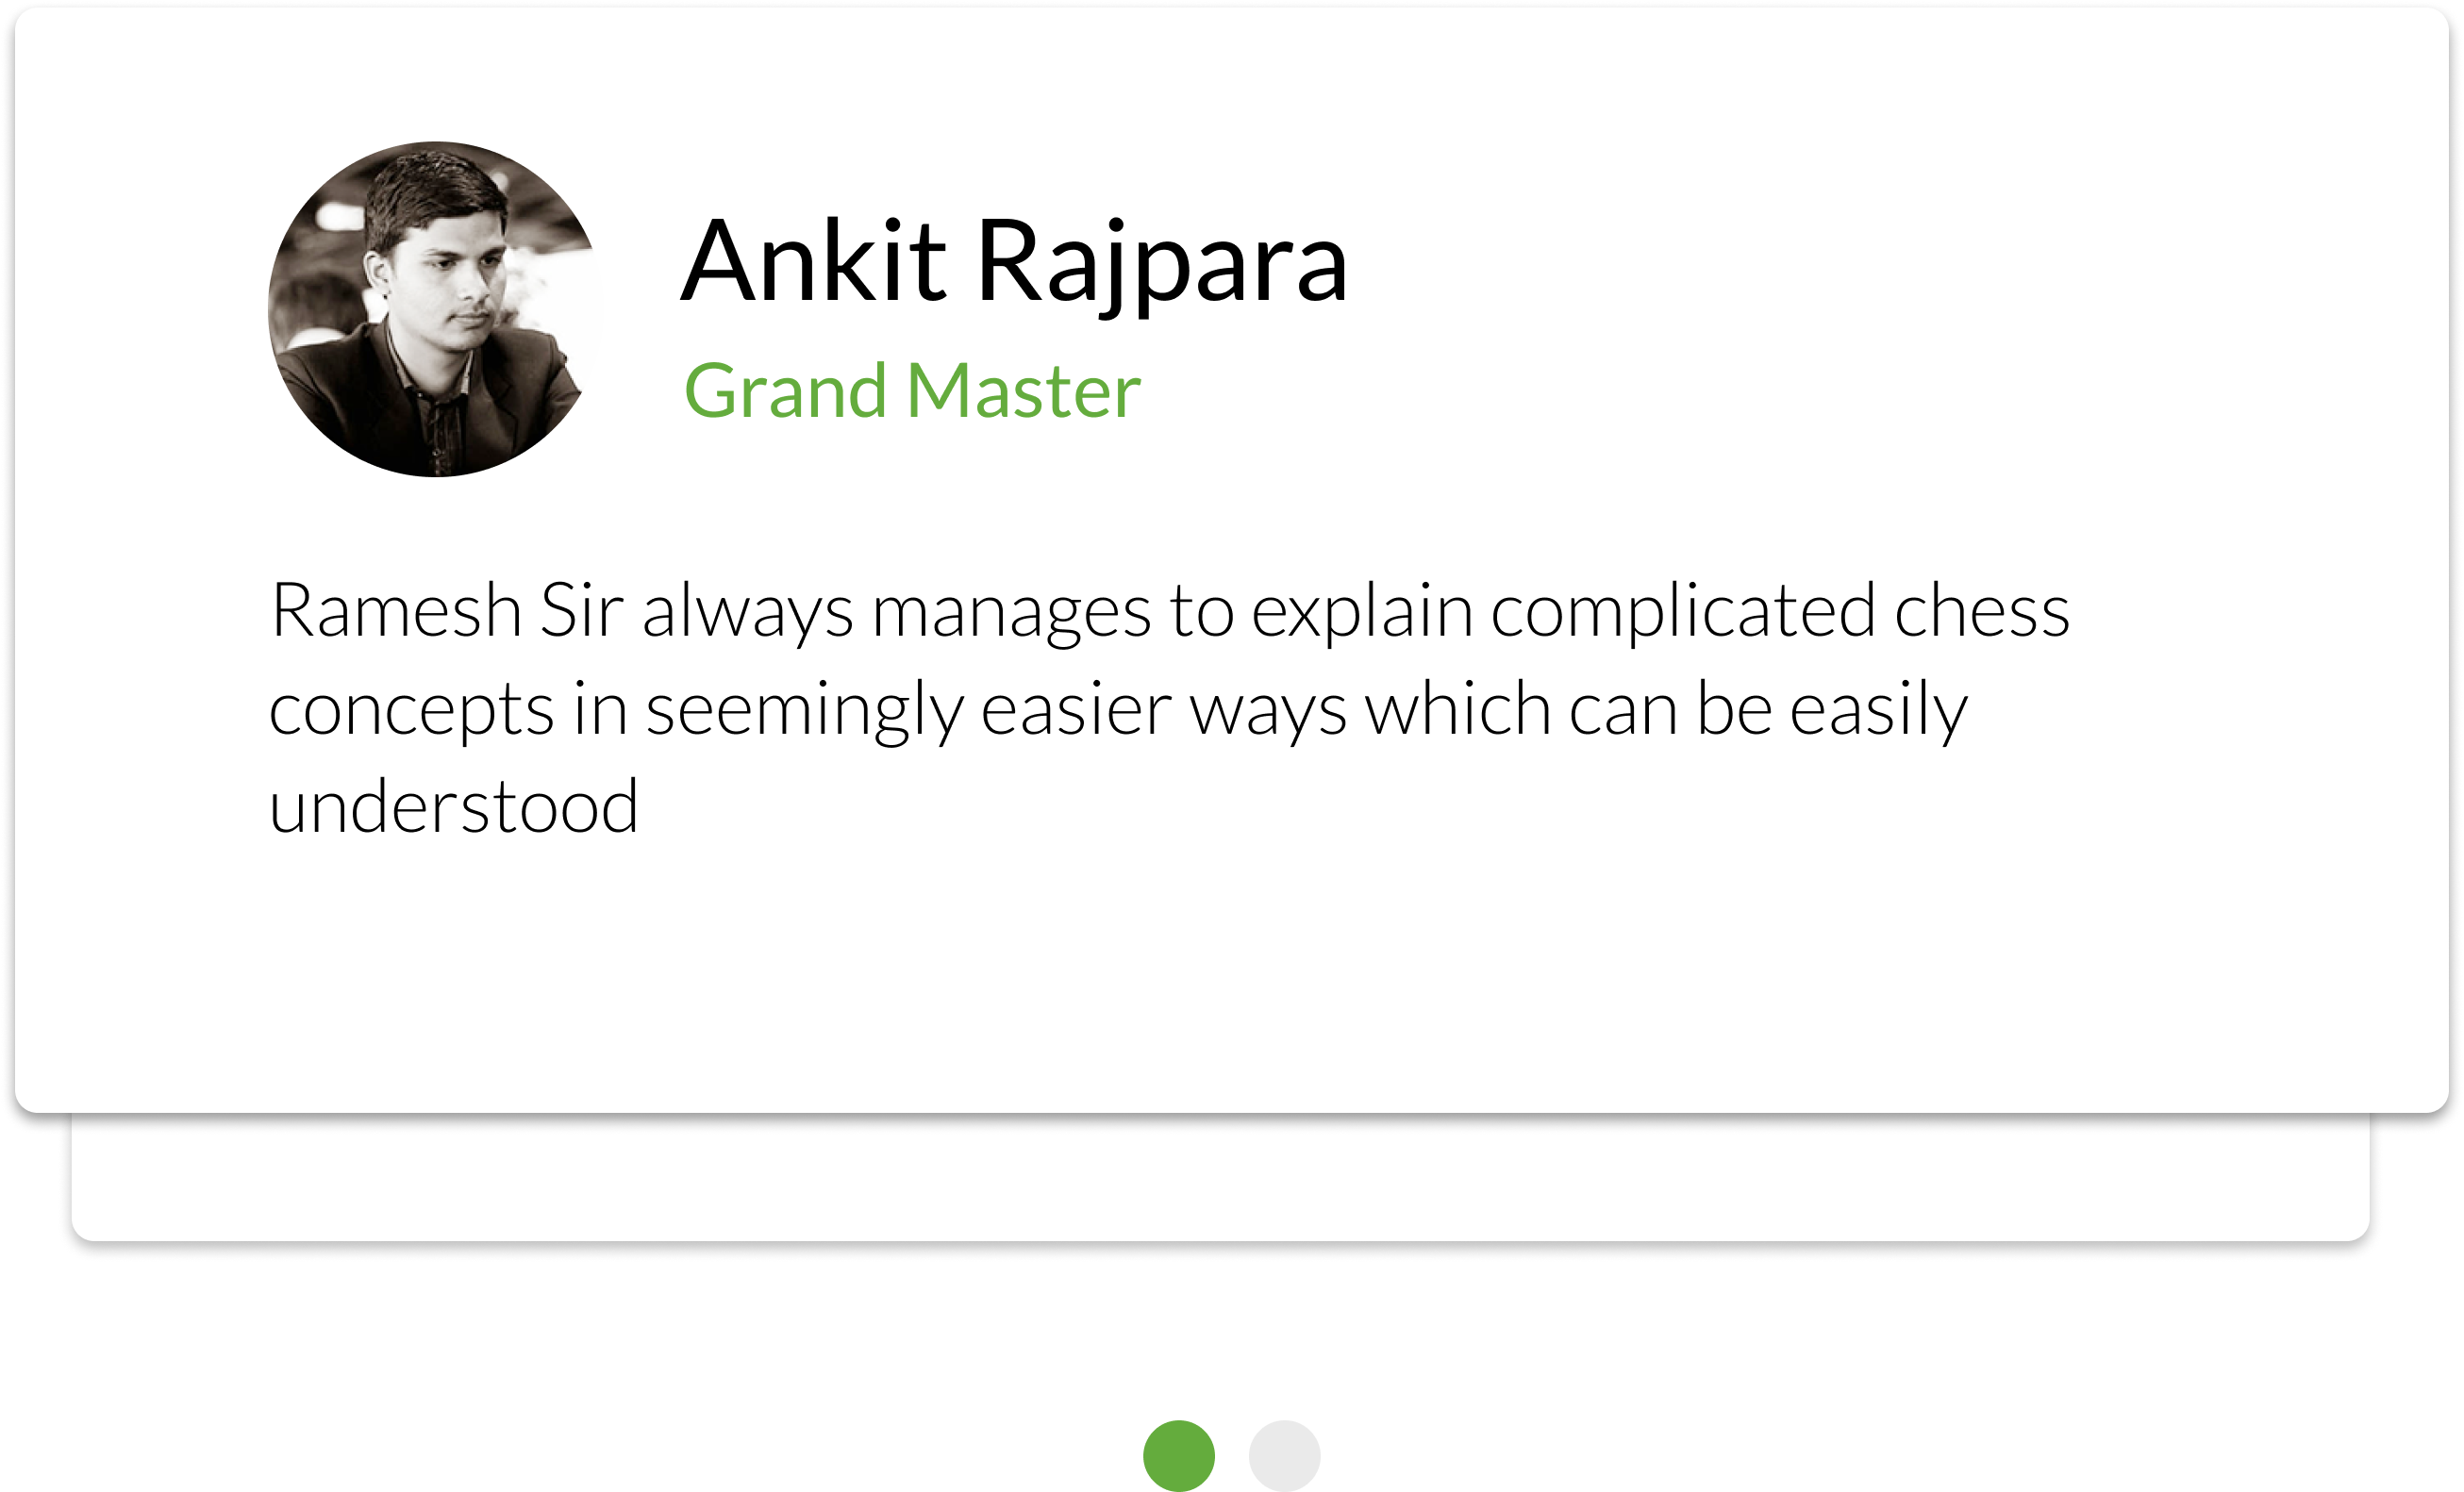 Ankit Rajpara
Grand Master
Ramesh Sir always manages to explain complicated chess
concepts in seemingly easier ways which can be easily
understood